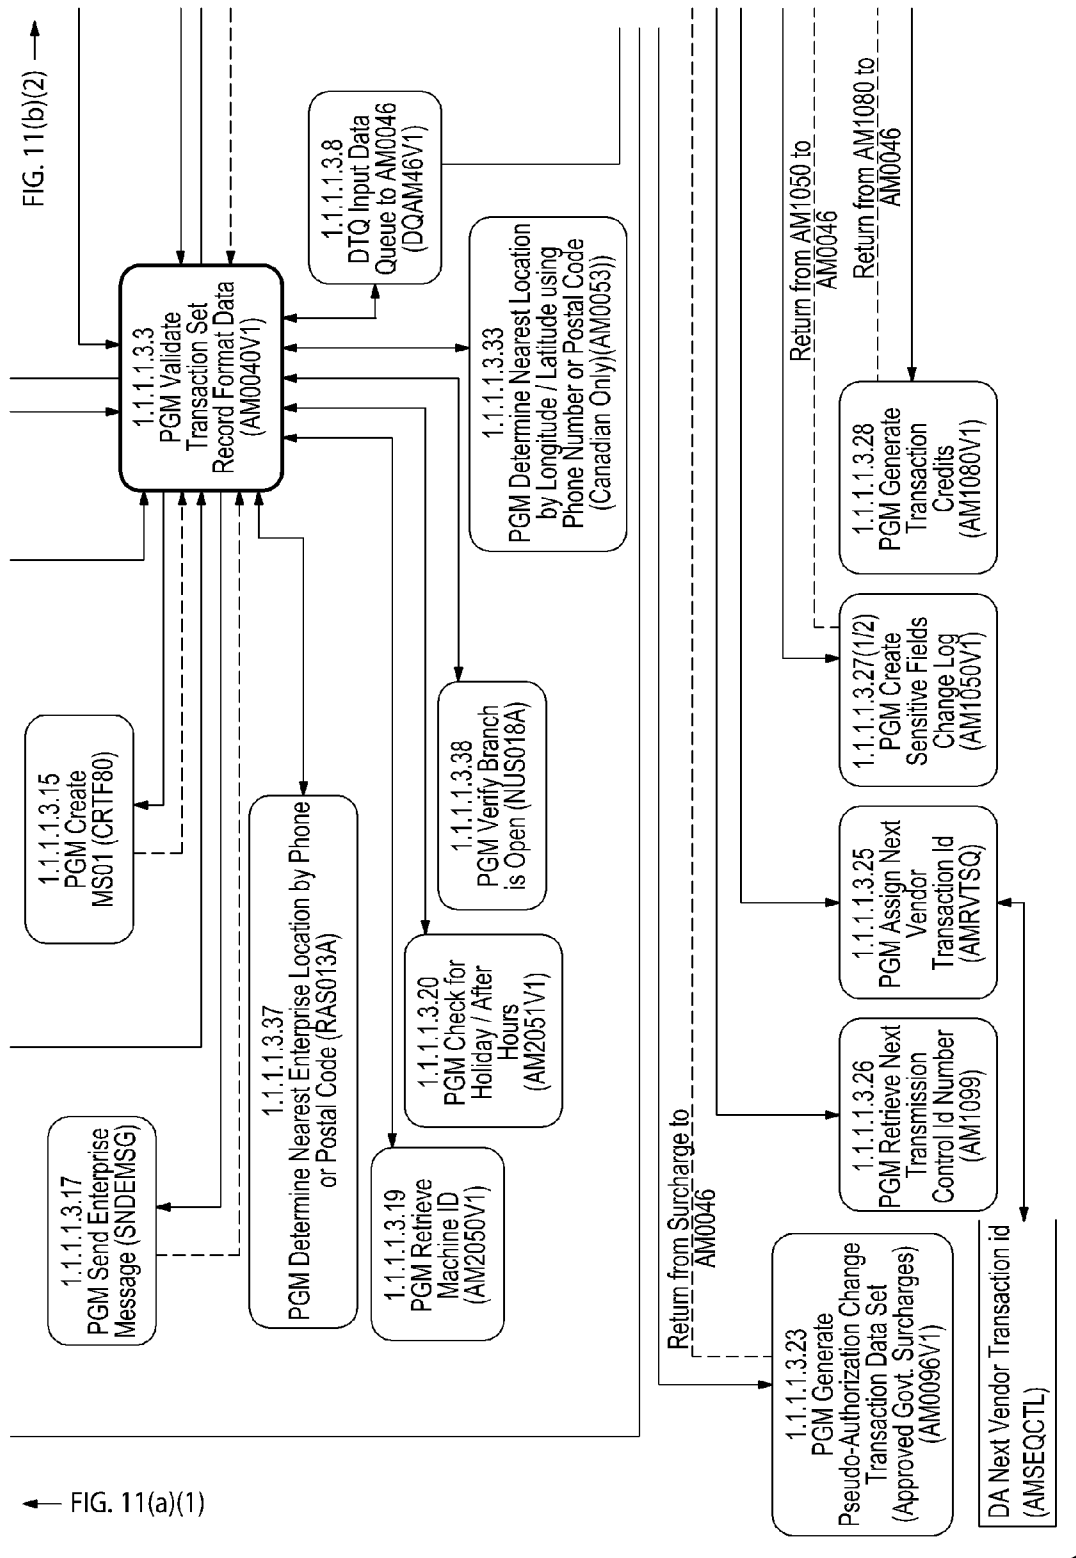 FIG. 11(b)(2)
FIG. 11(a)(1)
1.1.1.1.3.17
PGM Send Enterprise
Message (SNDEMSG)
1.1.1.1.3.15
PGM Create
MS01 (CRTF80)
1.1.1.1.3.3
PGM Validate
Transaction Set
Record Format Data
(AM0040V1)
1.1.1.1.3.37
PGM Determine Nearest Enterprise Location by Phone
or Postal Code (RAS013A)
1.1.1.1.3.8
DTQ Input Data
Queue to AM0046
(DQAM46V1)
1.1.1.1.3.19
PGM Retrieve
Machine ID
(AM2050V1)
1.1.1.1.3.20
PGM Check for
Holiday / After
Hours
(AM2051V1)
1.1.1.1.3.38
PGM Verify Branch
is Open (NUS018A)
1.1.1.1.3.33
PGM Determine Nearest Location
by Longitude / Latitude using
Phone Number or Postal Code
(Canadian Only)(AM0053))
Return from Surcharge to
AM0046
Return from AM1050 to
AM0046
Return from AM1080 to
AM0046
1.1.1.1.3.23
PGM Generate
Pseudo-Authorization Change
Transaction Data Set
(Approved Govt. Surcharges)
(AM0096V1)
1.1.1.1.3.26
PGM Retrieve Next
Transmission
Control Id Number
(AM1099)
1.1.1.1.3.25
PGM Assign Next
Vendor
Transaction Id
(AMRVTSQ)
1.1.1.1.3.27(1/2)
PGM Create
Sensitive Fields
Change Log
(AM1050V1)
1.1.1.1.3.28
PGM Generate
Transaction
Credits
(AM1080V1)
DA Next Vendor Transaction id
(AMSEQCTL)